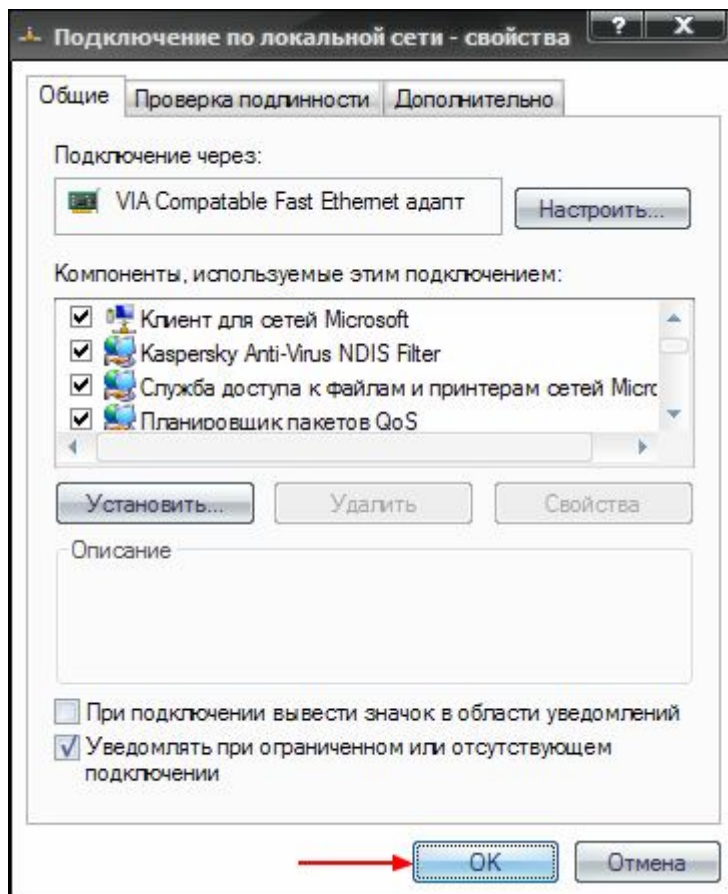 Подключение по локальной сети - свойства
? X
Общие Проверка подлинности Дополнительно
Подключение через:
VIA Compatable Fast Ethernet адапт Настроить...
Компоненты, используемые этим подключением:
Клиент для сетей Microsoft
Kaspersky Anti-Virus NDIS Filter
Служба доступа к файлам и принтерам сетей Micrc
Планировщик пакетов QoS
Установить... Удалить Свойства
Описание
При подключении вывести значок в области уведомлений
Уведомлять при ограниченном или отсутствующем
подключении
OK Отмена